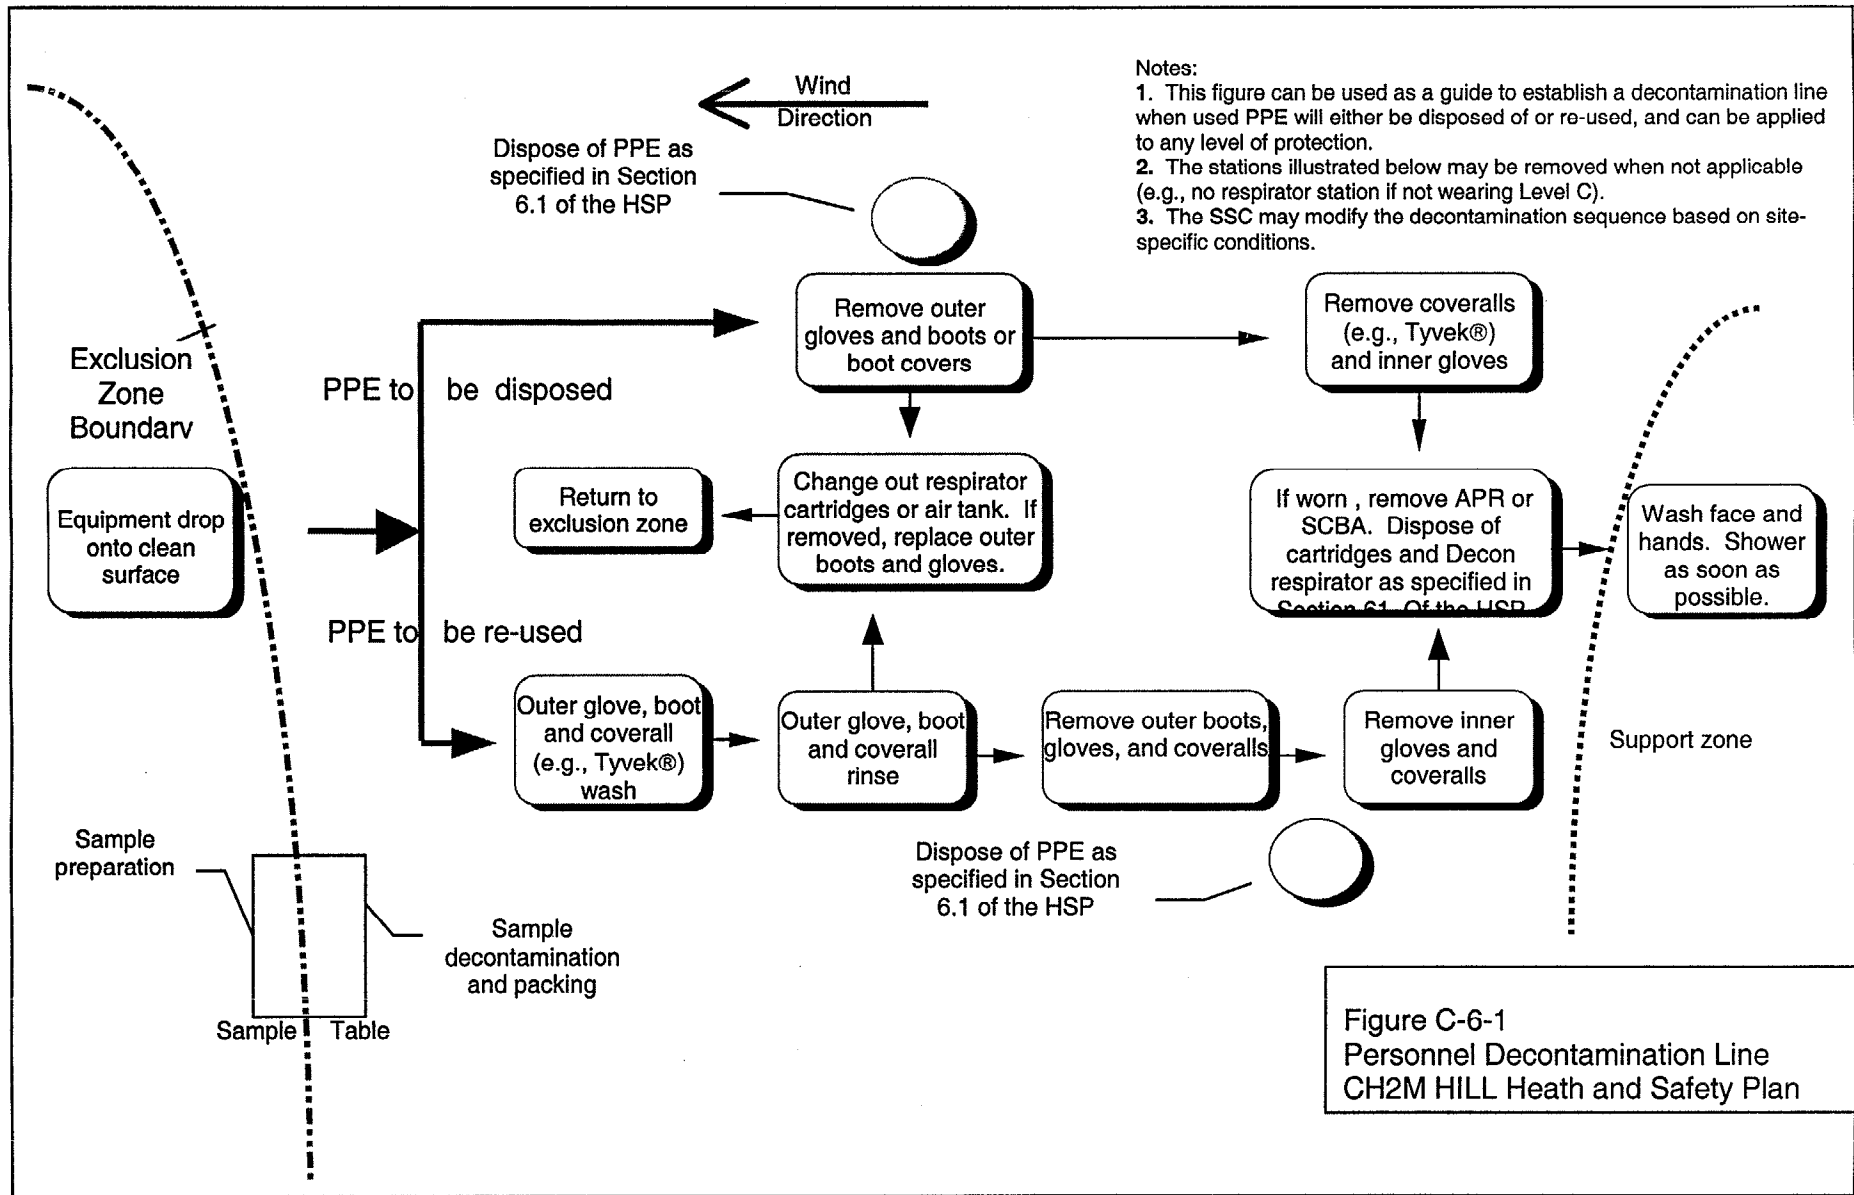 Wind
Direction
Notes:
1. This figure can be used as a guide to establish a decontamination line
when used PPE will either be disposed of or re-used, and can be applied
to any level of protection.
2. The stations illustrated below may be removed when not applicable
(e.g., no respirator station if not wearing Level C).
3. The SSC may modify the decontamination sequence based on site-
specific conditions.
Dispose of PPE as
specified in Section
6.1 of the HSP
Exclusion
Zone
Boundary
Equipment drop
onto clean
surface
PPE to be disposed
Remove outer
gloves and boots or
boot covers
Remove coveralls
(e.g., Tyvek®)
and inner gloves
Return to
exclusion zone
Change out respirator
cartridges or air tank. If
removed, replace outer
boots and gloves.
If worn , remove APR or
SCBA. Dispose of
cartridges and Decon
respirator as specified in
Section 61. Of the HSP
Wash face and
hands. Shower
as soon as
possible.
PPE to be re-used
Outer glove, boot
and coverall
(e.g., Tyvek®)
wash
Outer glove, boot
and coverall
rinse
Remove outer boots,
gloves, and coveralls
Remove inner
gloves and
coveralls
Support zone
Sample
preparation
Sample
decontamination
and packing
Sample Table
Dispose of PPE as
specified in Section
6.1 of the HSP
Figure C-6-1
Personnel Decontamination Line
CH2M HILL Heath and Safety Plan